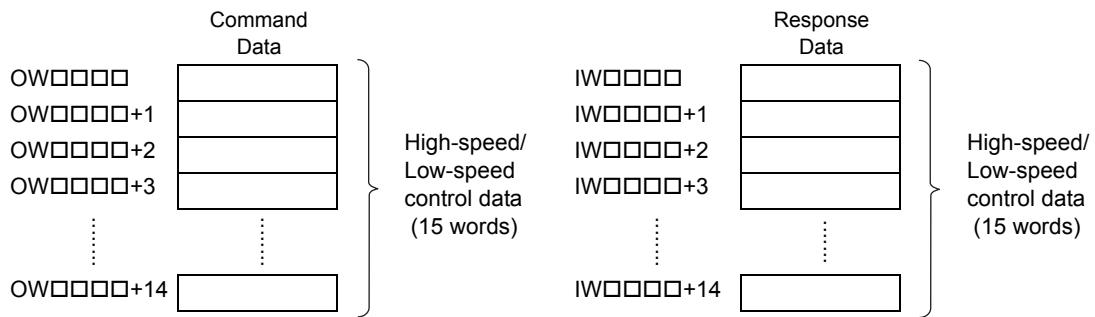 Command
Data
OW□□□□
OW□□□□+1
OW□□□□+2
OW□□□□+3
OW□□□□+14
High-speed/
Low-speed
control data
(15 words)
Response
Data
IW□□□□
IW□□□□+1
IW□□□□+2
IW□□□□+3
IW□□□□+14
High-speed/
Low-speed
control data
(15 words)